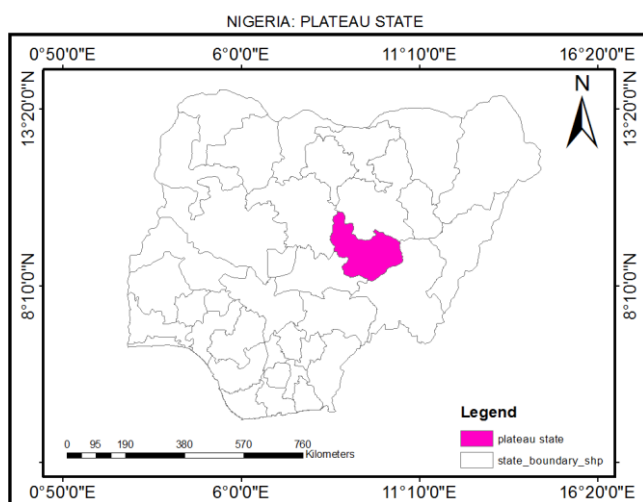 NIGERIA: PLATEAU STATE
0°50'0"E 6°0'0"E 11°10'0"E 16°20'0"E
13°20'0"N 13°20'0"N
N
8°10'0"N 8°10'0"N
Legend
plateau state
state_boundary_shp
0 95 190 380 570 760
Kilometers
0°50'0"E 6°0'0"E 11°10'0"E 16°20'0"E